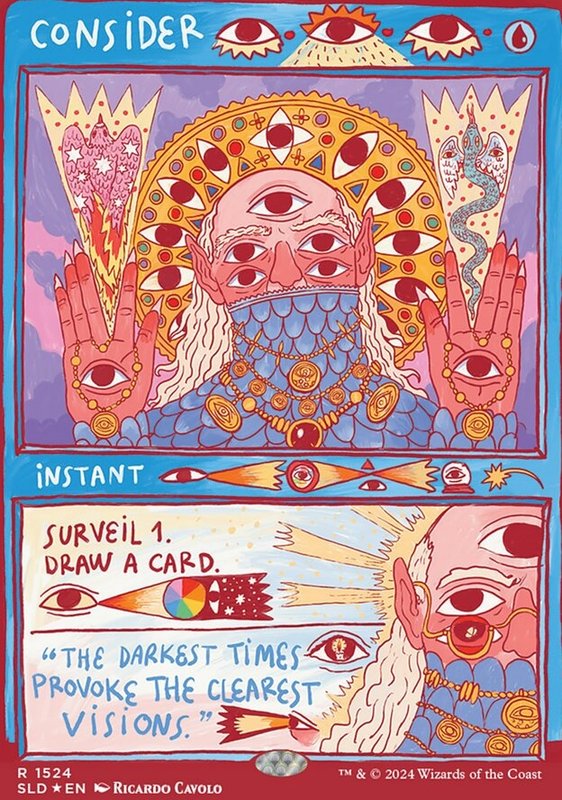 CONSiDER
iNSTANT
SURVEiL 1.
DRAW A CARD.
"THE DARKEST TiMES
PROVOKE THE CLEAREST
ViSiONS."
R 1524
SLD ★ EN RICARDO CAVOLO
™ & © 2024 Wizards of the Coast